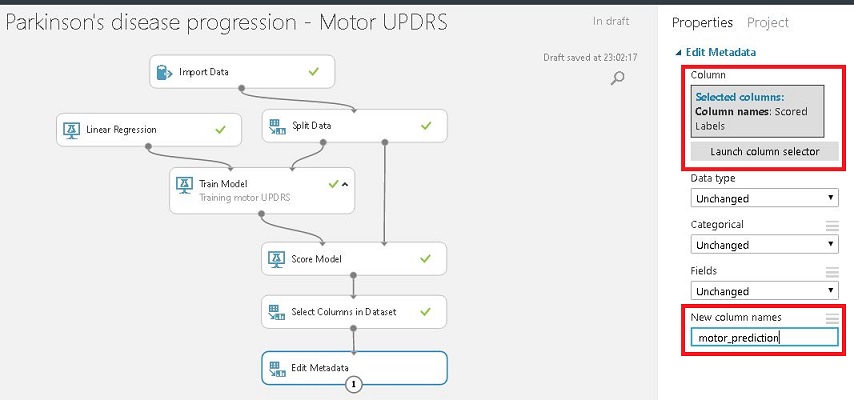 Parkinson's disease progression - Motor UPDRS
In draft
Draft saved at 23:02:17
Import Data
Linear Regression
Split Data
Train Model
Training motor UPDRS
Score Model
Select Columns in Dataset
Edit Metadata
1
Properties Project
Edit Metadata
Column
Selected columns:
Column names: Scored
Labels
Launch column selector
Data type
Unchanged
Categorical
Unchanged
Fields
Unchanged
New column names
motor_prediction